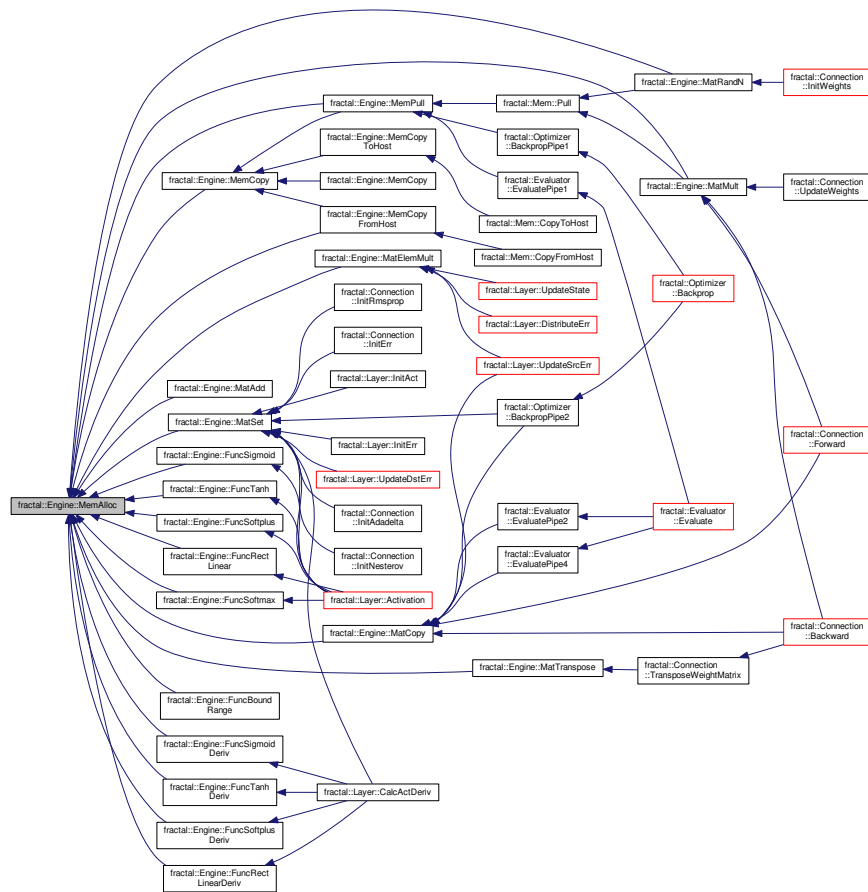 fractal::Engine::MemAlloc
fractal::Engine::MatRandN
fractal::Connection
::InitWeights
fractal::Engine::MemPull
fractal::Mem::Pull
fractal::Engine::MemCopy
ToHost
fractal::Optimizer
::BackpropPipe1
fractal::Engine::MemCopy
fractal::Engine::MemCopy
fractal::Evaluator
::EvaluatePipe1
fractal::Engine::MatMult
fractal::Connection
::UpdateWeights
fractal::Engine::MemCopy
FromHost
fractal::Mem::CopyToHost
fractal::Mem::CopyFromHost
fractal::Engine::MatElemMult
fractal::Layer::UpdateState
fractal::Optimizer
::Backprop
fractal::Connection
::InitRmsprop
fractal::Layer::DistributeErr
fractal::Connection
::InitErr
fractal::Layer::UpdateSrcErr
fractal::Layer::InitAct
fractal::Engine::MatAdd
fractal::Engine::MatSet
fractal::Optimizer
::BackpropPipe2
fractal::Layer::InitErr
fractal::Connection
::Forward
fractal::Engine::FuncSigmoid
fractal::Layer::UpdateDstErr
fractal::Engine::FuncTanh
fractal::Engine::FuncSoftplus
fractal::Connection
::InitAdadelta
fractal::Evaluator
::EvaluatePipe2
fractal::Evaluator
::Evaluate
fractal::Engine::FuncRect
Linear
fractal::Connection
::InitNesterov
fractal::Evaluator
::EvaluatePipe4
fractal::Engine::FuncSoftmax
fractal::Layer::Activation
fractal::Engine::MatCopy
fractal::Connection
::Backward
fractal::Engine::MatTranspose
fractal::Connection
::TransposeWeightMatrix
fractal::Engine::FuncBound
Range
fractal::Engine::FuncSigmoid
Deriv
fractal::Engine::FuncTanh
Deriv
fractal::Layer::CalcActDeriv
fractal::Engine::FuncSoftplus
Deriv
fractal::Engine::FuncRect
LinearDeriv